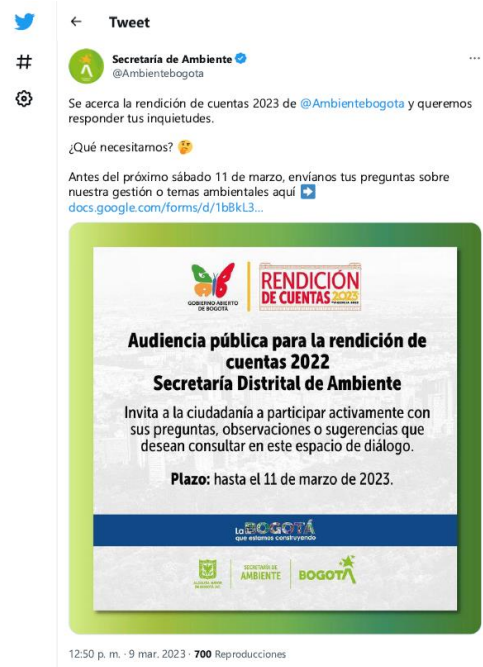 Tweet
Secretaría de Ambiente
@Ambientebogota
Se acerca la rendición de cuentas 2023 de @Ambientebogota y queremos
responder tus inquietudes.
¿Qué necesitamos?
Antes del próximo sábado 11 de marzo, envíanos tus preguntas sobre
nuestra gestión o temas ambientales aquí
docs.google.com/forms/d/1bBkL3...
GOBIERNO ABIERTO
DE BOGOTÁ
RENDICIÓN
DE CUENTAS 2023
Audiencia pública para la rendición de
cuentas 2022
Secretaría Distrital de Ambiente
Invita a la ciudadanía a participar activamente con
sus preguntas, observaciones o sugerencias que
desean consultar en este espacio de diálogo.
Plazo: hasta el 11 de marzo de 2023.
La BOGOTÁ
que estamos construyendo
SECRETARÍA DE
AMBIENTE
BOGOTÁ
12:50 p. m. · 9 mar. 2023 · 700 Reproducciones